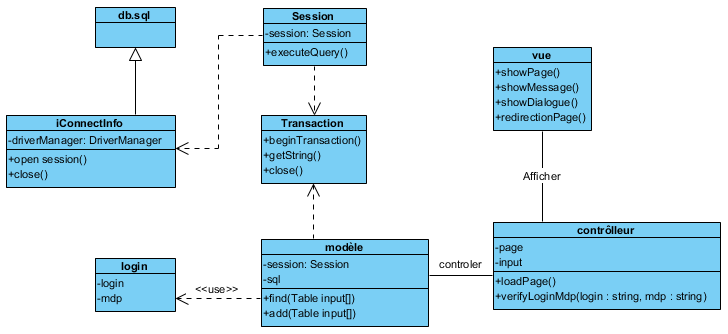 db.sql
Session
-session: Session
+executeQuery()
vue
+showPage()
+showMessage()
+showDialogue()
+redirectionPage()
iConnectInfo
-driverManager: DriverManager
+open session()
+close()
Transaction
+beginTransaction()
+getString()
+close()
Afficher
contrôlleur
-page
-input
+loadPage()
+verifyLoginMdp(login : string, mdp : string)
controler
modèle
-session: Session
-sql
+find(Table input[])
+add(Table input[])
<<use>>
login
-login
-mdp